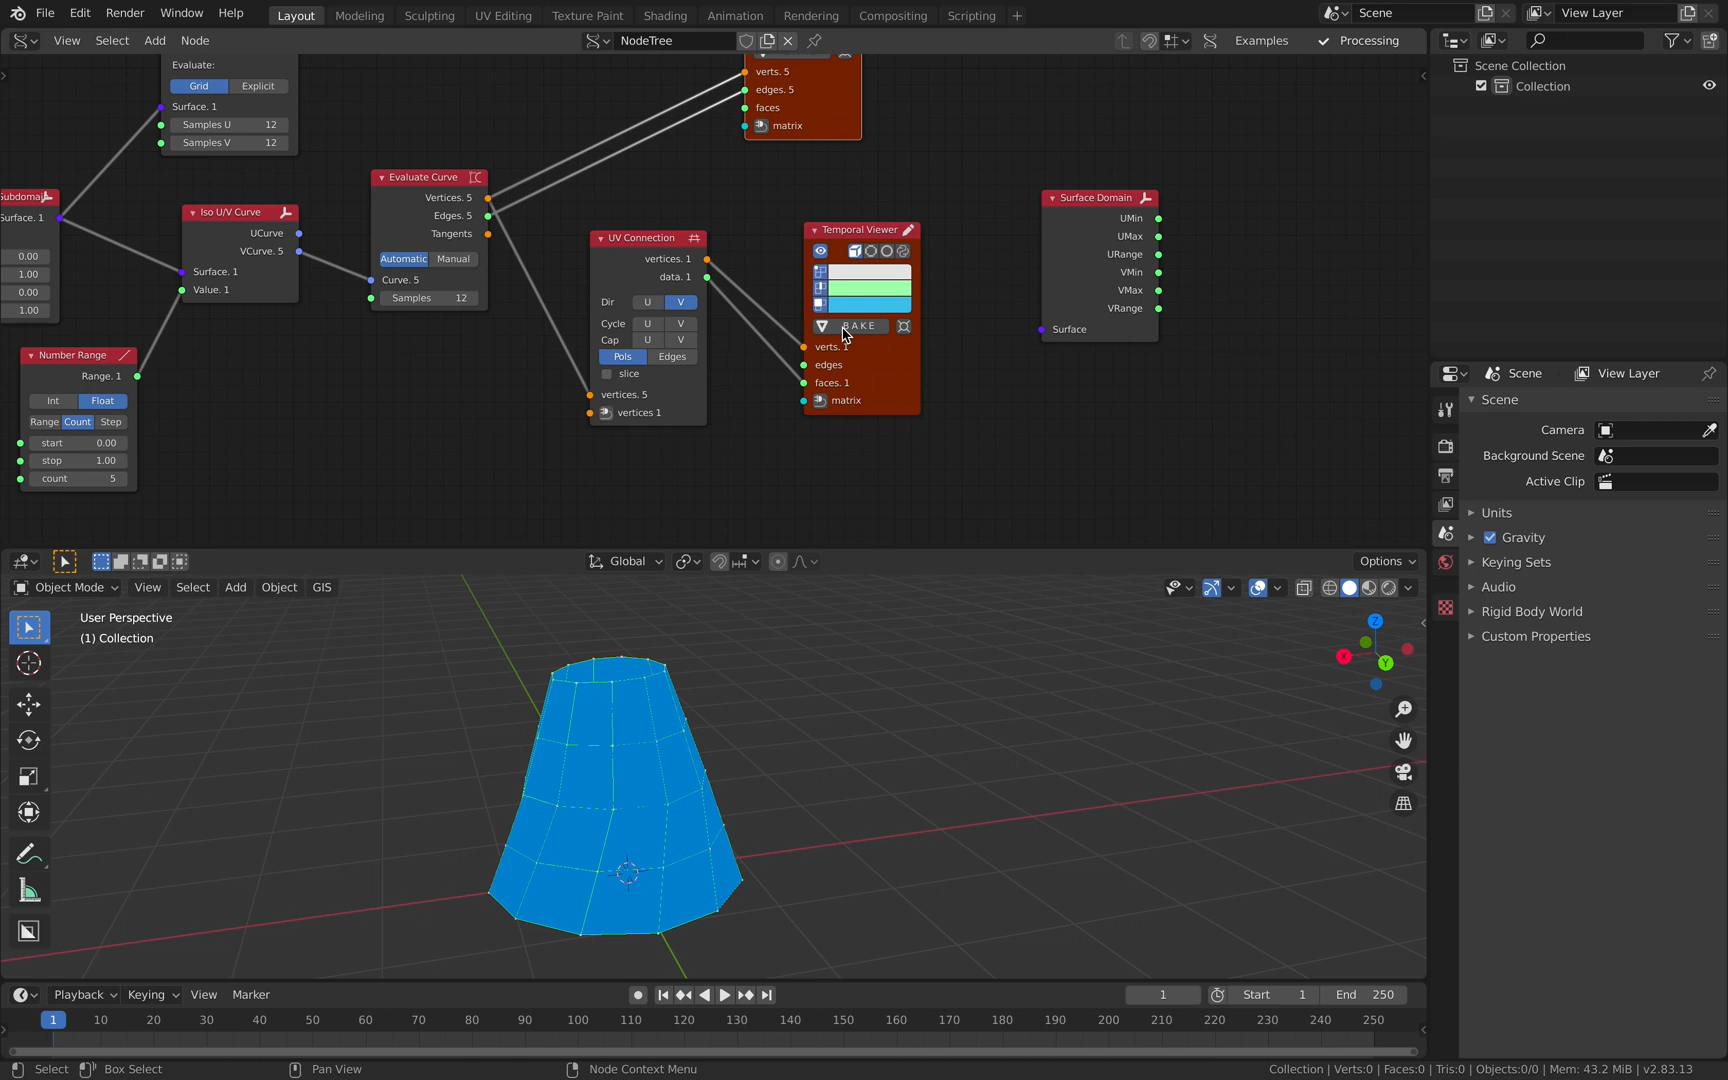 File Edit Render Window Help Layout Modeling Sculpting UV Editing Texture Paint Shading Animation Rendering Compositing Scripting + Scene View Layer
View Select Add Node NodeTree Examples Processing
Scene Collection
Collection
Evaluate:
Grid Explicit
Surface. 1
Samples U 12
Samples V 12
verts. 5
edges. 5
faces
matrix
Subdomai
Surface. 1
0.00
1.00
0.00
1.00
Iso U/V Curve
UCurve
VCurve. 5
Surface. 1
Value. 1
Number Range
Range. 1
Int Float
Range Count Step
start 0.00
stop 1.00
count 5
Evaluate Curve
Vertices. 5
Edges. 5
Tangents
Automatic Manual
Curve. 5
Samples 12
UV Connection
vertices. 1
data. 1
Dir U V
Cycle U V
Cap U V
Pols Edges
slice
vertices. 5
vertices 1
Temporal Viewer
BAKE
verts. 1
edges
faces. 1
matrix
Surface Domain
UMin
UMax
URange
VMin
VMax
VRange
Surface
Scene View Layer
Scene
Camera
Background Scene
Active Clip
Units
Gravity
Keying Sets
Audio
Rigid Body World
Custom Properties
Global Options
Object Mode View Select Add Object GIS
User Perspective
(1) Collection
Z
X
Y
Playback Keying View Marker 1 Start 1 End 250
1 10 20 30 40 50 60 70 80 90 100 110 120 130 140 150 160 170 180 190 200 210 220 230 240 250
Select Box Select Pan View Node Context Menu Collection | Verts:0 | Faces:0 | Tris:0 | Objects:0/0 | Mem: 43.2 MiB | v2.83.13